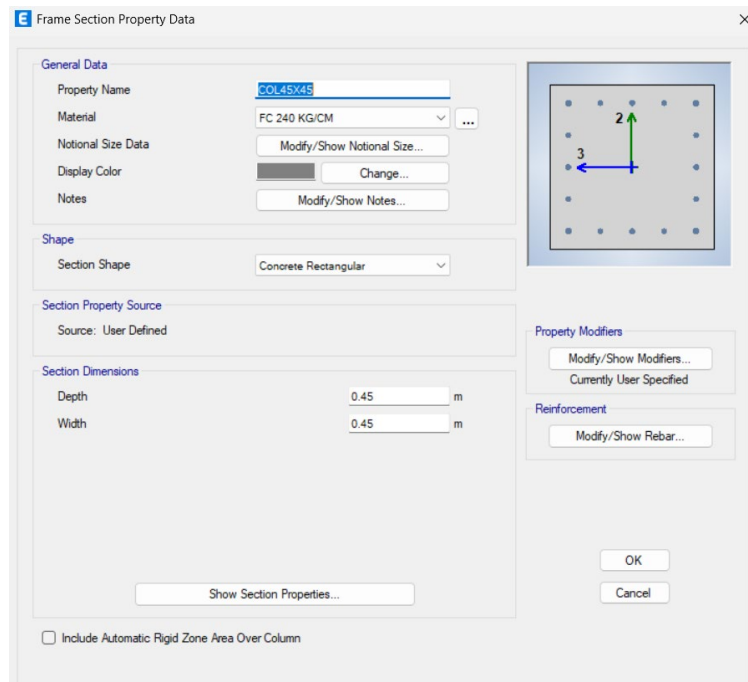 E Frame Section Property Data
General Data
Property Name COL45X45
Material FC 240 KG/CM ...
Notional Size Data Modify/Show Notional Size...
Display Color Change...
Notes Modify/Show Notes...
2
3
Shape
Section Shape Concrete Rectangular
Section Property Source
Source: User Defined
Property Modifiers
Modify/Show Modifiers...
Currently User Specified
Section Dimensions
Depth 0.45 m
Width 0.45 m
Reinforcement
Modify/Show Rebar...
OK
Cancel
Show Section Properties...
Include Automatic Rigid Zone Area Over Column